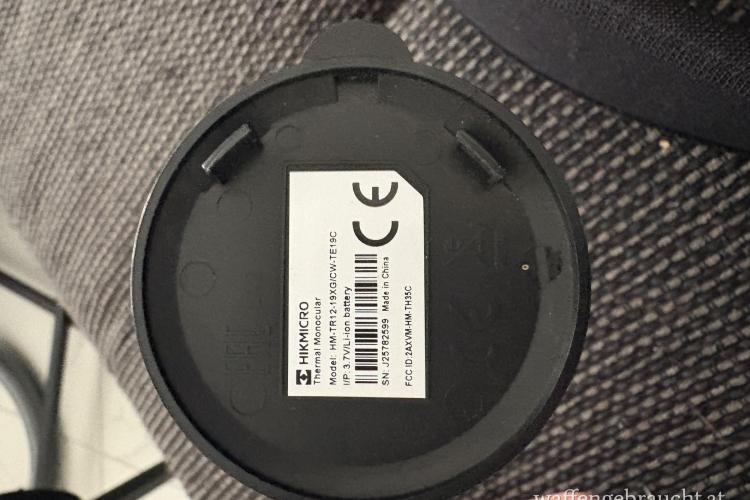 HIKMICRO
Thermal Monocular
Model: HM-TR12-19XG/CW-TE19C
I/P: 3.7V/Li-ion battery
SN: J25782599 Made in China
FCC ID:2AXVM-HM-TH35C
CE
waffengebraucht.at